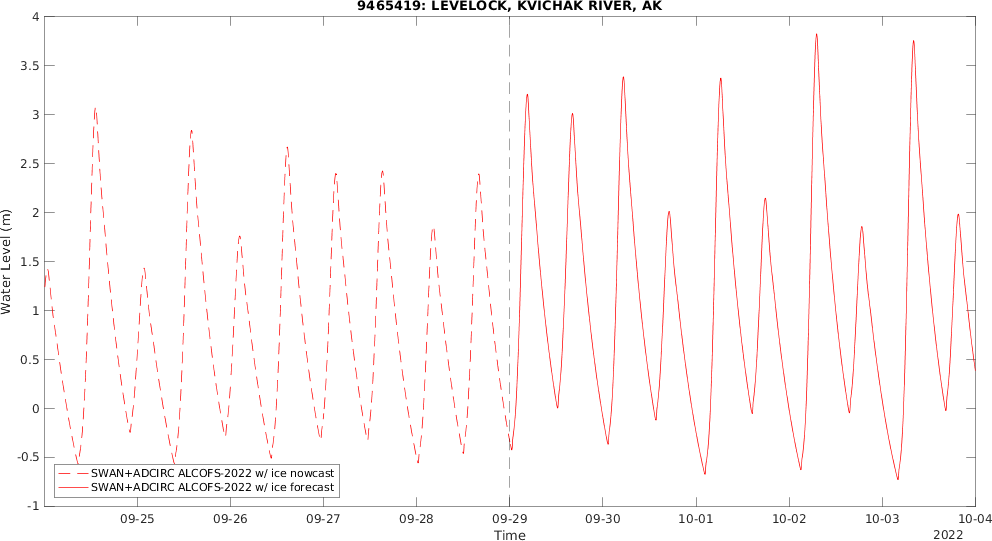 9465419: LEVELOCK, KVICHAK RIVER, AK
Water Level (m)
4
3.5
3
2.5
2
1.5
1
0.5
0
-0.5
-1
SWAN+ADCIRC ALCOFS-2022 w/ ice nowcast
SWAN+ADCIRC ALCOFS-2022 w/ ice forecast
09-25 09-26 09-27 09-28 09-29 09-30 10-01 10-02 10-03 10-04
Time
2022